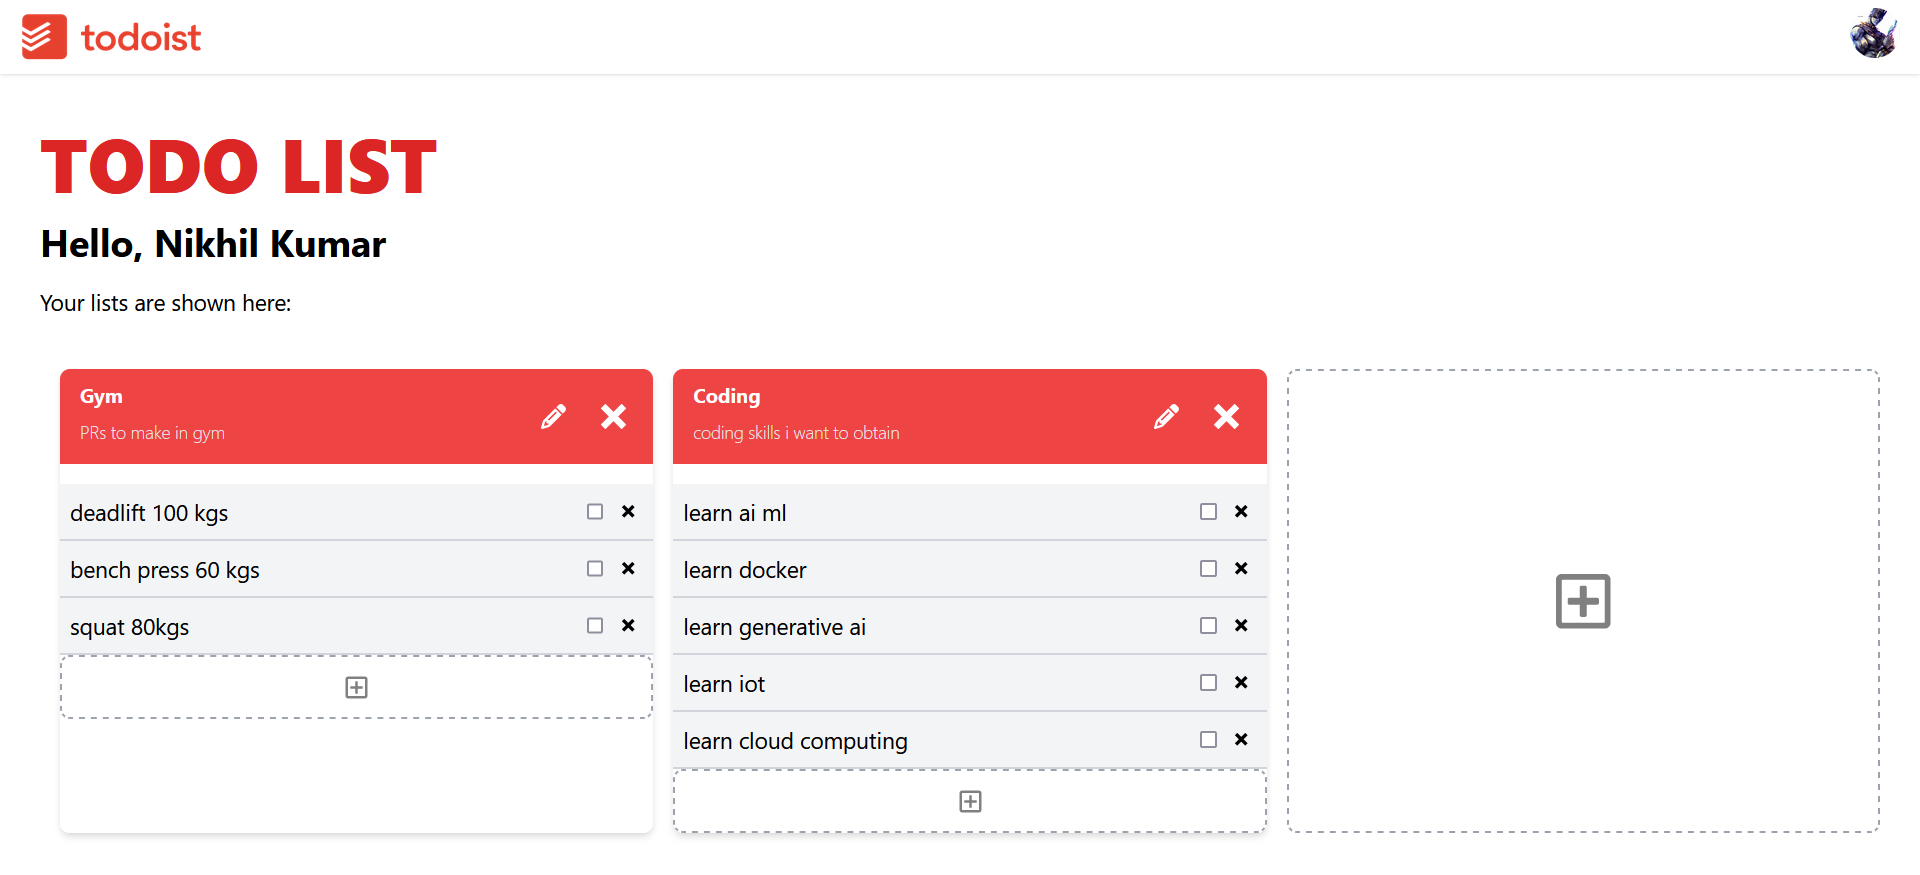 todoist
TODO LIST
Hello, Nikhil Kumar
Your lists are shown here:
Gym
PRs to make in gym
deadlift 100 kgs
bench press 60 kgs
squat 80kgs
Coding
coding skills i want to obtain
learn ai ml
learn docker
learn generative ai
learn iot
learn cloud computing